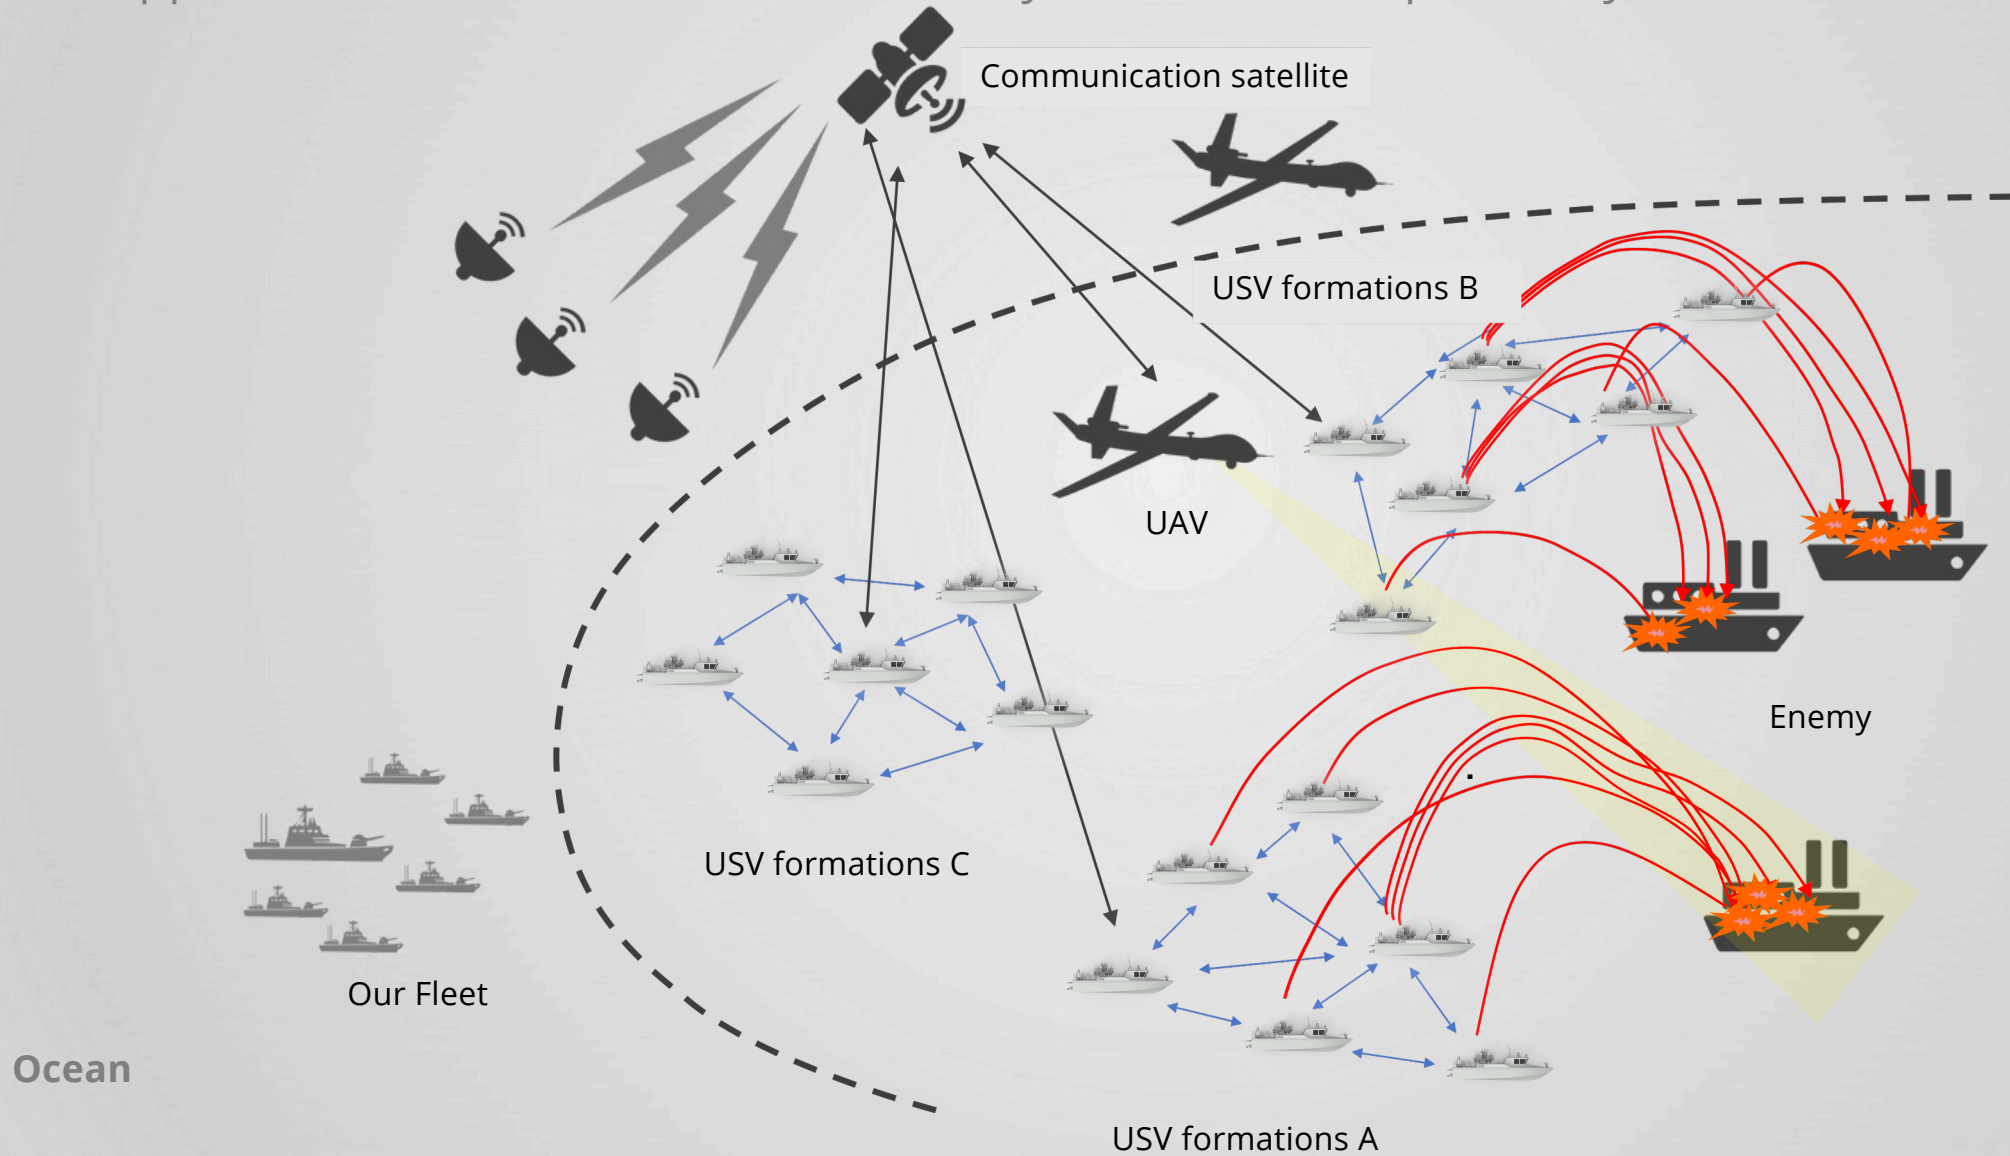 Communication satellite
USV formations B
UAV
Enemy
USV formations C
Our Fleet
Ocean
USV formations A